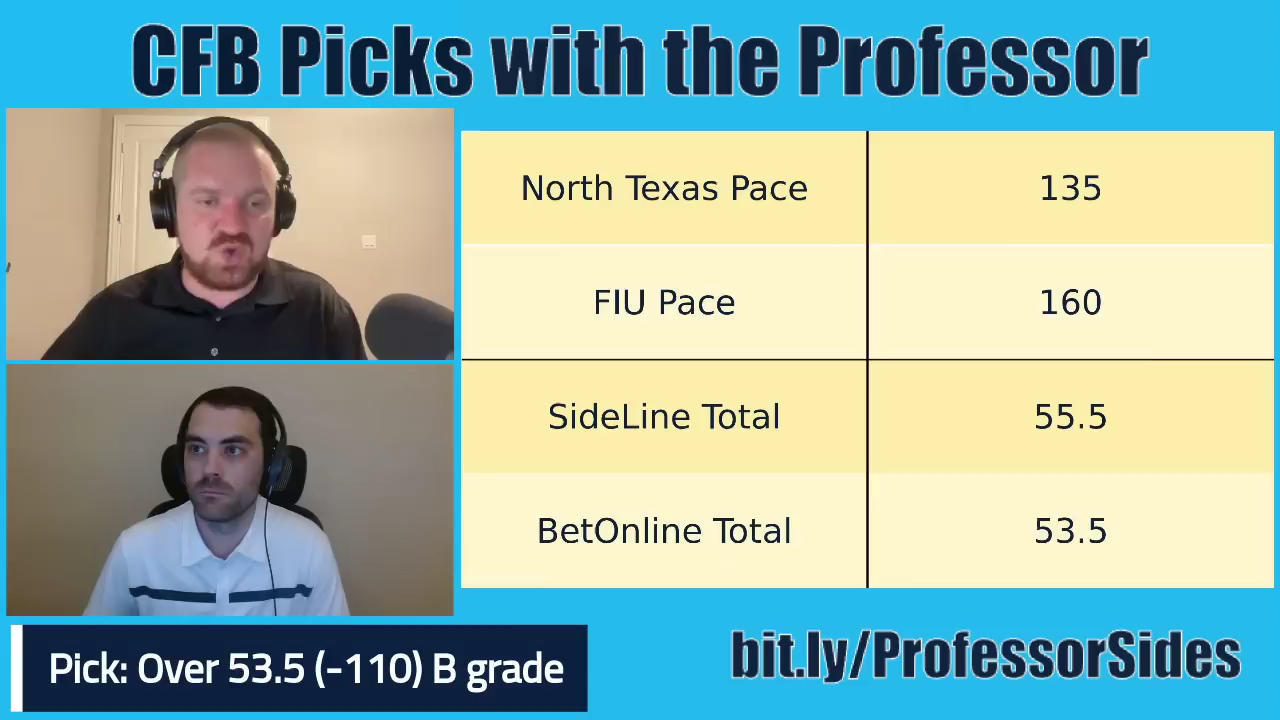 CFB Picks with the Professor
North Texas Pace 135
FIU Pace 160
SideLine Total 55.5
BetOnline Total 53.5
Pick: Over 53.5 (-110) B grade
bit.ly/ProfessorSides